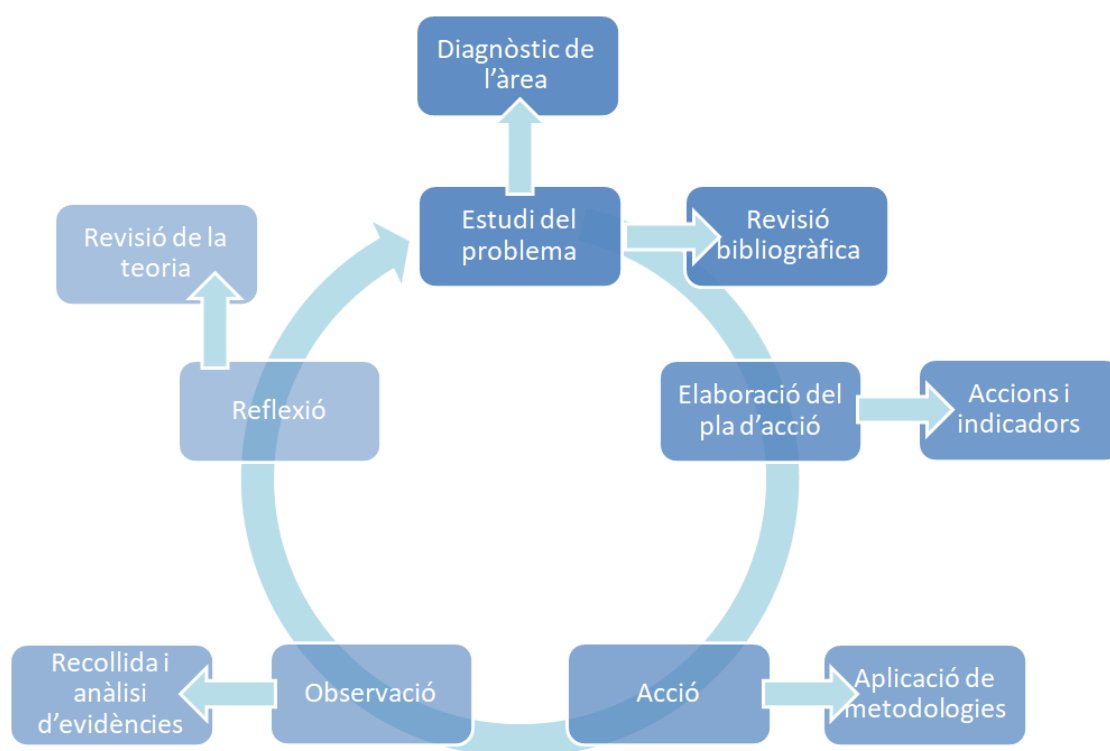 Diagnòstic de
l'àrea
Estudi del
problema
Revisió
bibliogràfica
Revisió de la
teoria
Reflexió
Elaboració del
pla d'acció
Accions i
indicadors
Recollida i
anàlisi
d'evidències
Observació
Acció
Aplicació de
metodologies